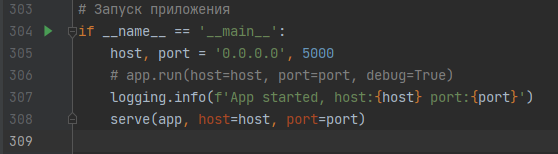 303 # Запуск приложения
304 if __name__ == '__main__':
305 host, port = '0.0.0.0', 5000
306 # app.run(host=host, port=port, debug=True)
307 logging.info(f'App started, host:{host} port:{port}')
308 serve(app, host=host, port=port)
309